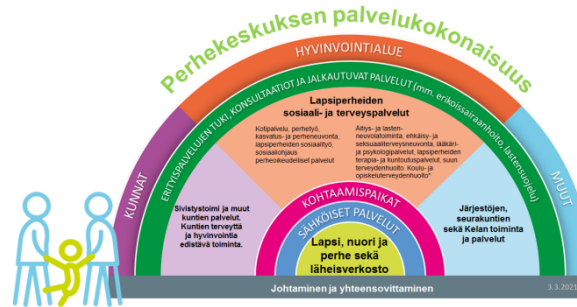 Perhekeskuksen palvelukokonaisuus
HYVINVOINTIALUE
KUNNAT
MUUT
ERITYISPALVELUJEN TUKI, KONSULTAATIOT JA JALKAUTUVAT PALVELUT (mm. erikoissairaanhoito, lastensuojelu)
Lapsiperheiden
sosiaali- ja terveyspalvelut
Kotipalvelu, perhetyö,
kasvatus- ja perheneuvonta,
lapsiperheiden sosiaalityö,
sosiaaliohjaus
perheoikeudelliset palvelut
Äitiys- ja lasten-
neuvolatoiminta, ehkäisy- ja
seksuaaliterveysneuvonta, lääkäri-
ja psykologipalvelut, lapsiperheiden
terapia- ja kuntoutuspalvelut, suun
terveydenhuolto. Koulu- ja
opiskeluterveydenhuolto*
Sivistystoimi ja muut
kuntien palvelut.
Kuntien terveyttä
ja hyvinvointia
edistävä toiminta.
KOHTAAMISPAIKAT
SÄHKÖISET PALVELUT
Lapsi, nuori ja
perhe sekä
läheisverkosto
Järjestöjen,
seurakuntien
sekä Kelan toiminta
ja palvelut
Johtaminen ja yhteensovittaminen
3.3.2021